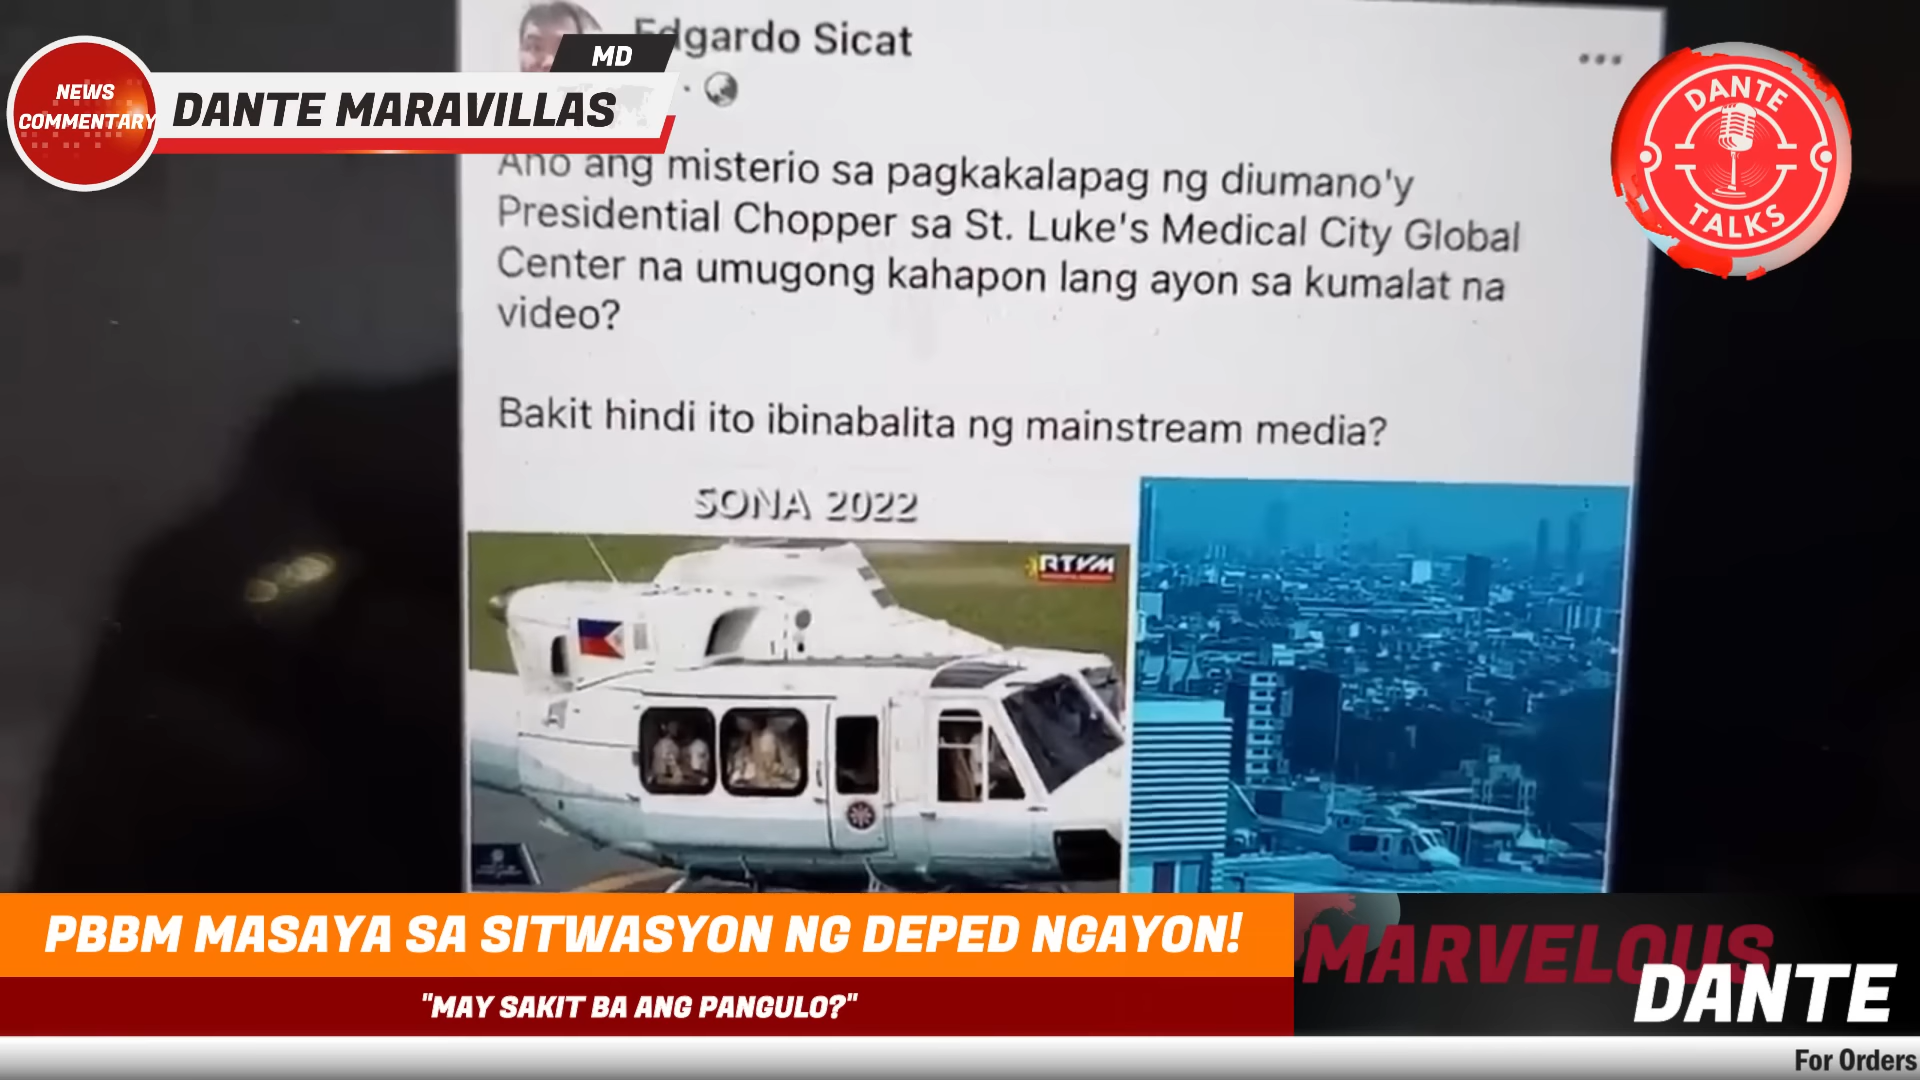 Edgardo Sicat
MD
NEWS
COMMENTARY
DANTE MARAVILLAS
DANTE
TALKS
Ano ang misterio sa pagkakalapag ng diumano'y
Presidential Chopper sa St. Luke's Medical City Global
Center na umugong kahapon lang ayon sa kumalat na
video?
Bakit hindi ito ibinabalita ng mainstream media?
SONA 2022
RTVM
PBBM MASAYA SA SITWASYON NG DEPED NGAYON!
"MAY SAKIT BA ANG PANGULO?"
MARVELOUS
DANTE
For Orders